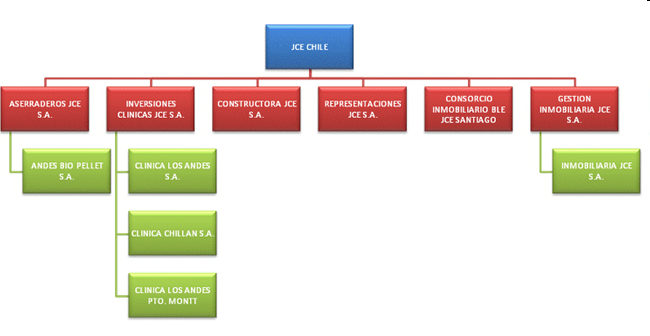 JCE CHILE
ASERRADEROS JCE
S.A.
INVERSIONES
CLINICAS JCE S.A.
CONSTRUCTORA JCE
S.A.
REPRESENTACIONES
JCE S.A.
CONSORCIO
INMOBILIARIO BLE
JCE SANTIAGO
GESTION
INMOBILIARIA JCE
S.A.
ANDES BIO PELLET
S.A.
CLINICA LOS ANDES
S.A.
CLINICA CHILLAN S.A.
CLINICA LOS ANDES
PTO. MONTT
INMOBILIARIA JCE
S.A.